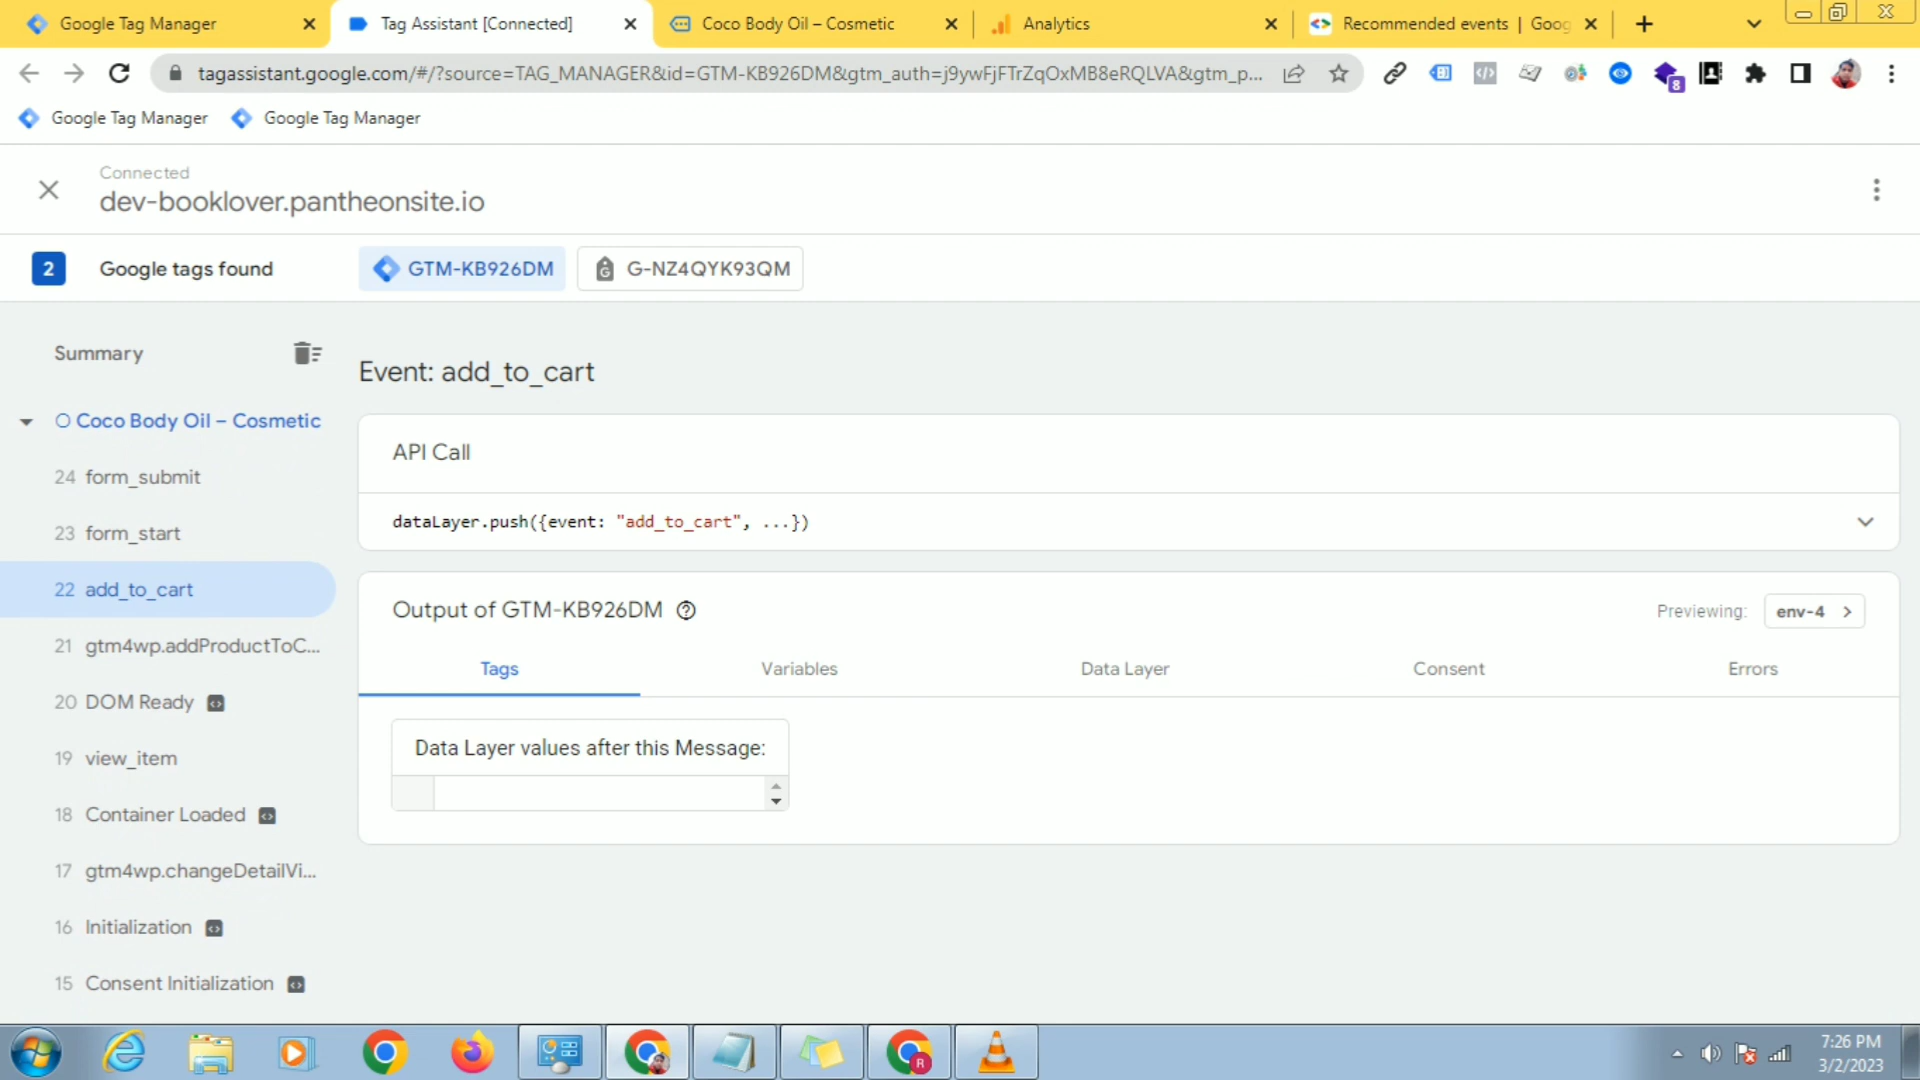 Google Tag Manager
Tag Assistant [Connected]
Coco Body Oil – Cosmetic
Analytics
Recommended events | Goog
tagassistant.google.com/#/?source=TAG_MANAGER&id=GTM-KB926DM&gtm_auth=j9ywFjFTrZqOxMB8eRQLVA&gtm_p...
8
Google Tag Manager
Google Tag Manager
Connected
dev-booklover.pantheonsite.io
2
Google tags found
GTM-KB926DM
G-NZ4QYK93QM
Summary
Event: add_to_cart
Coco Body Oil – Cosmetic
API Call
24 form_submit
dataLayer.push({event: "add_to_cart", ...})
23 form_start
22 add_to_cart
Output of GTM-KB926DM
Previewing: env-4
21 gtm4wp.addProductToC...
Tags
Variables
Data Layer
Consent
Errors
20 DOM Ready
Data Layer values after this Message:
19 view_item
18 Container Loaded
17 gtm4wp.changeDetailVi...
16 Initialization
15 Consent Initialization
R
7:26 PM
3/2/2023